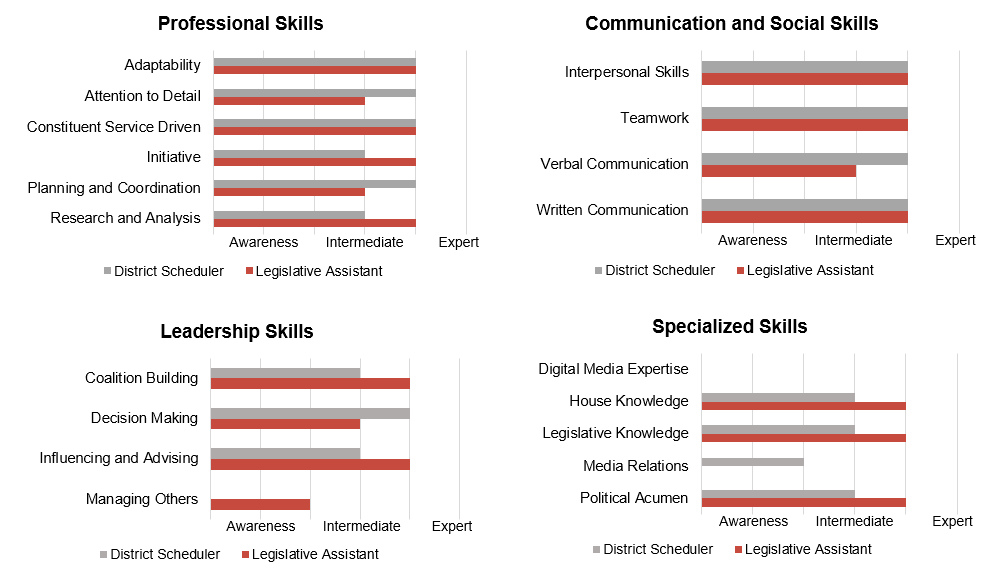 Professional Skills
Adaptability
Attention to Detail
Constituent Service Driven
Initiative
Planning and Coordination
Research and Analysis
Awareness Intermediate Expert
District Scheduler Legislative Assistant
Communication and Social Skills
Interpersonal Skills
Teamwork
Verbal Communication
Written Communication
Awareness Intermediate Expert
District Scheduler Legislative Assistant
Leadership Skills
Coalition Building
Decision Making
Influencing and Advising
Managing Others
Awareness Intermediate Expert
District Scheduler Legislative Assistant
Specialized Skills
Digital Media Expertise
House Knowledge
Legislative Knowledge
Media Relations
Political Acumen
Awareness Intermediate Expert
District Scheduler Legislative Assistant